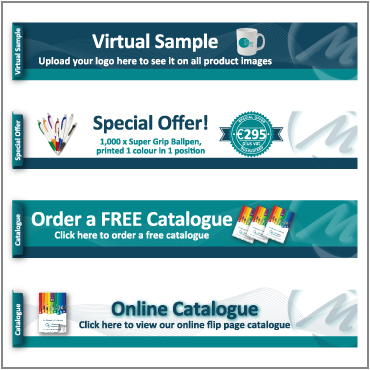 Virtual Sample
Virtual Sample
Upload your logo here to see it on all product images
Special Offer
Special Offer!
1,000 x Super Grip Ballpen,
printed 1 colour in 1 position
SPECIAL OFFER
€295
plus vat
Catalogue
Order a FREE Catalogue
Click here to order a free catalogue
Catalogue
Online Catalogue
Click here to view our online flip page catalogue